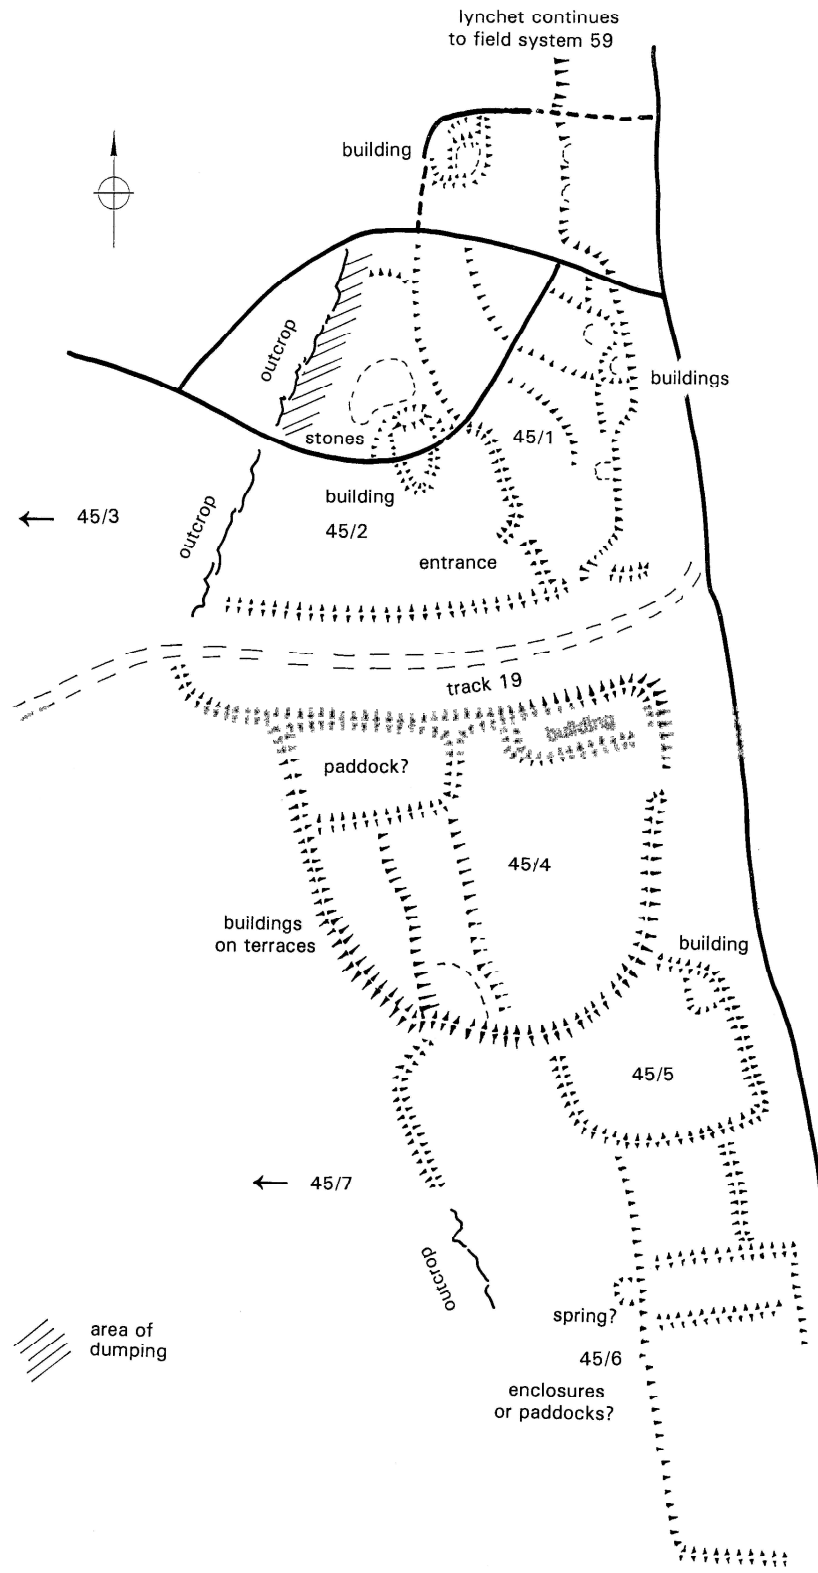 lynchet continues
to field system 59
building
outcrop
buildings
stones
45/1
building
45/2
45/3
outcrop
entrance
track 19
building
paddock?
45/4
buildings
on terraces
building
45/5
45/7
outcrop
spring?
45/6
enclosures
or paddocks?
area of
dumping